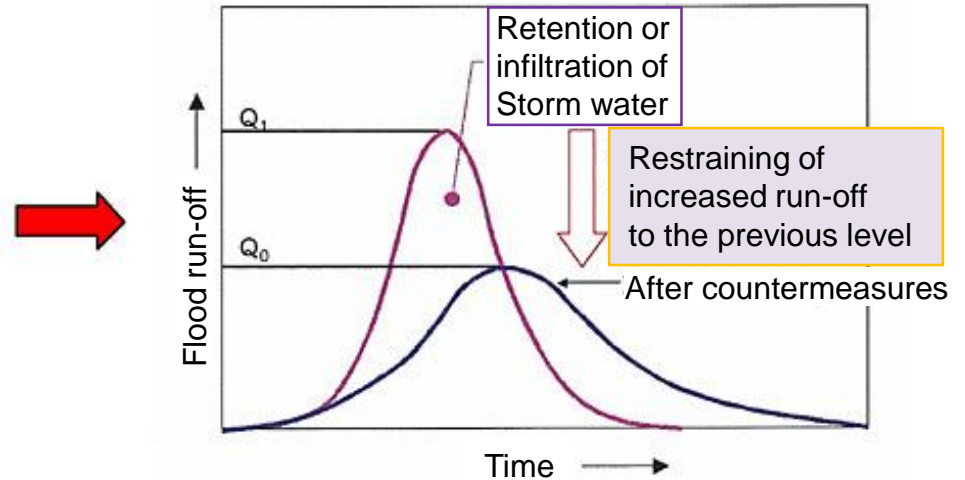 Retention or
infiltration of
Storm water
Q₁
Restraining of
increased run-off
to the previous level
Q₀
After countermeasures
Flood run-off
Time